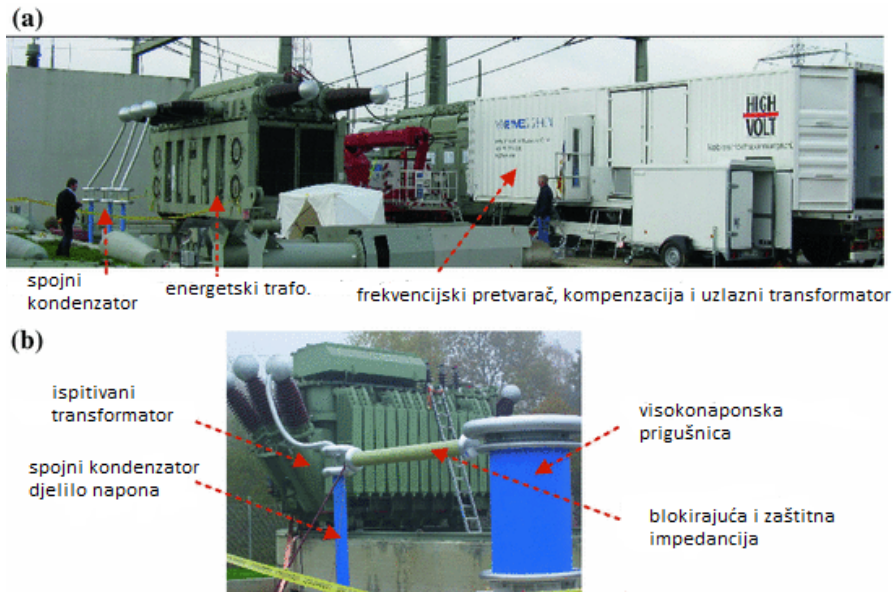 (a)
HIGH
VOLT
spojni
kondenzator
energetski trafo.
frekvencijski pretvarač, kompenzacija i uzlazni transformator
(b)
ispitivani
transformator
spojni kondenzator
djelilo napona
visokonaponska
prigušnica
blokirajuća i zaštitna
impedancija